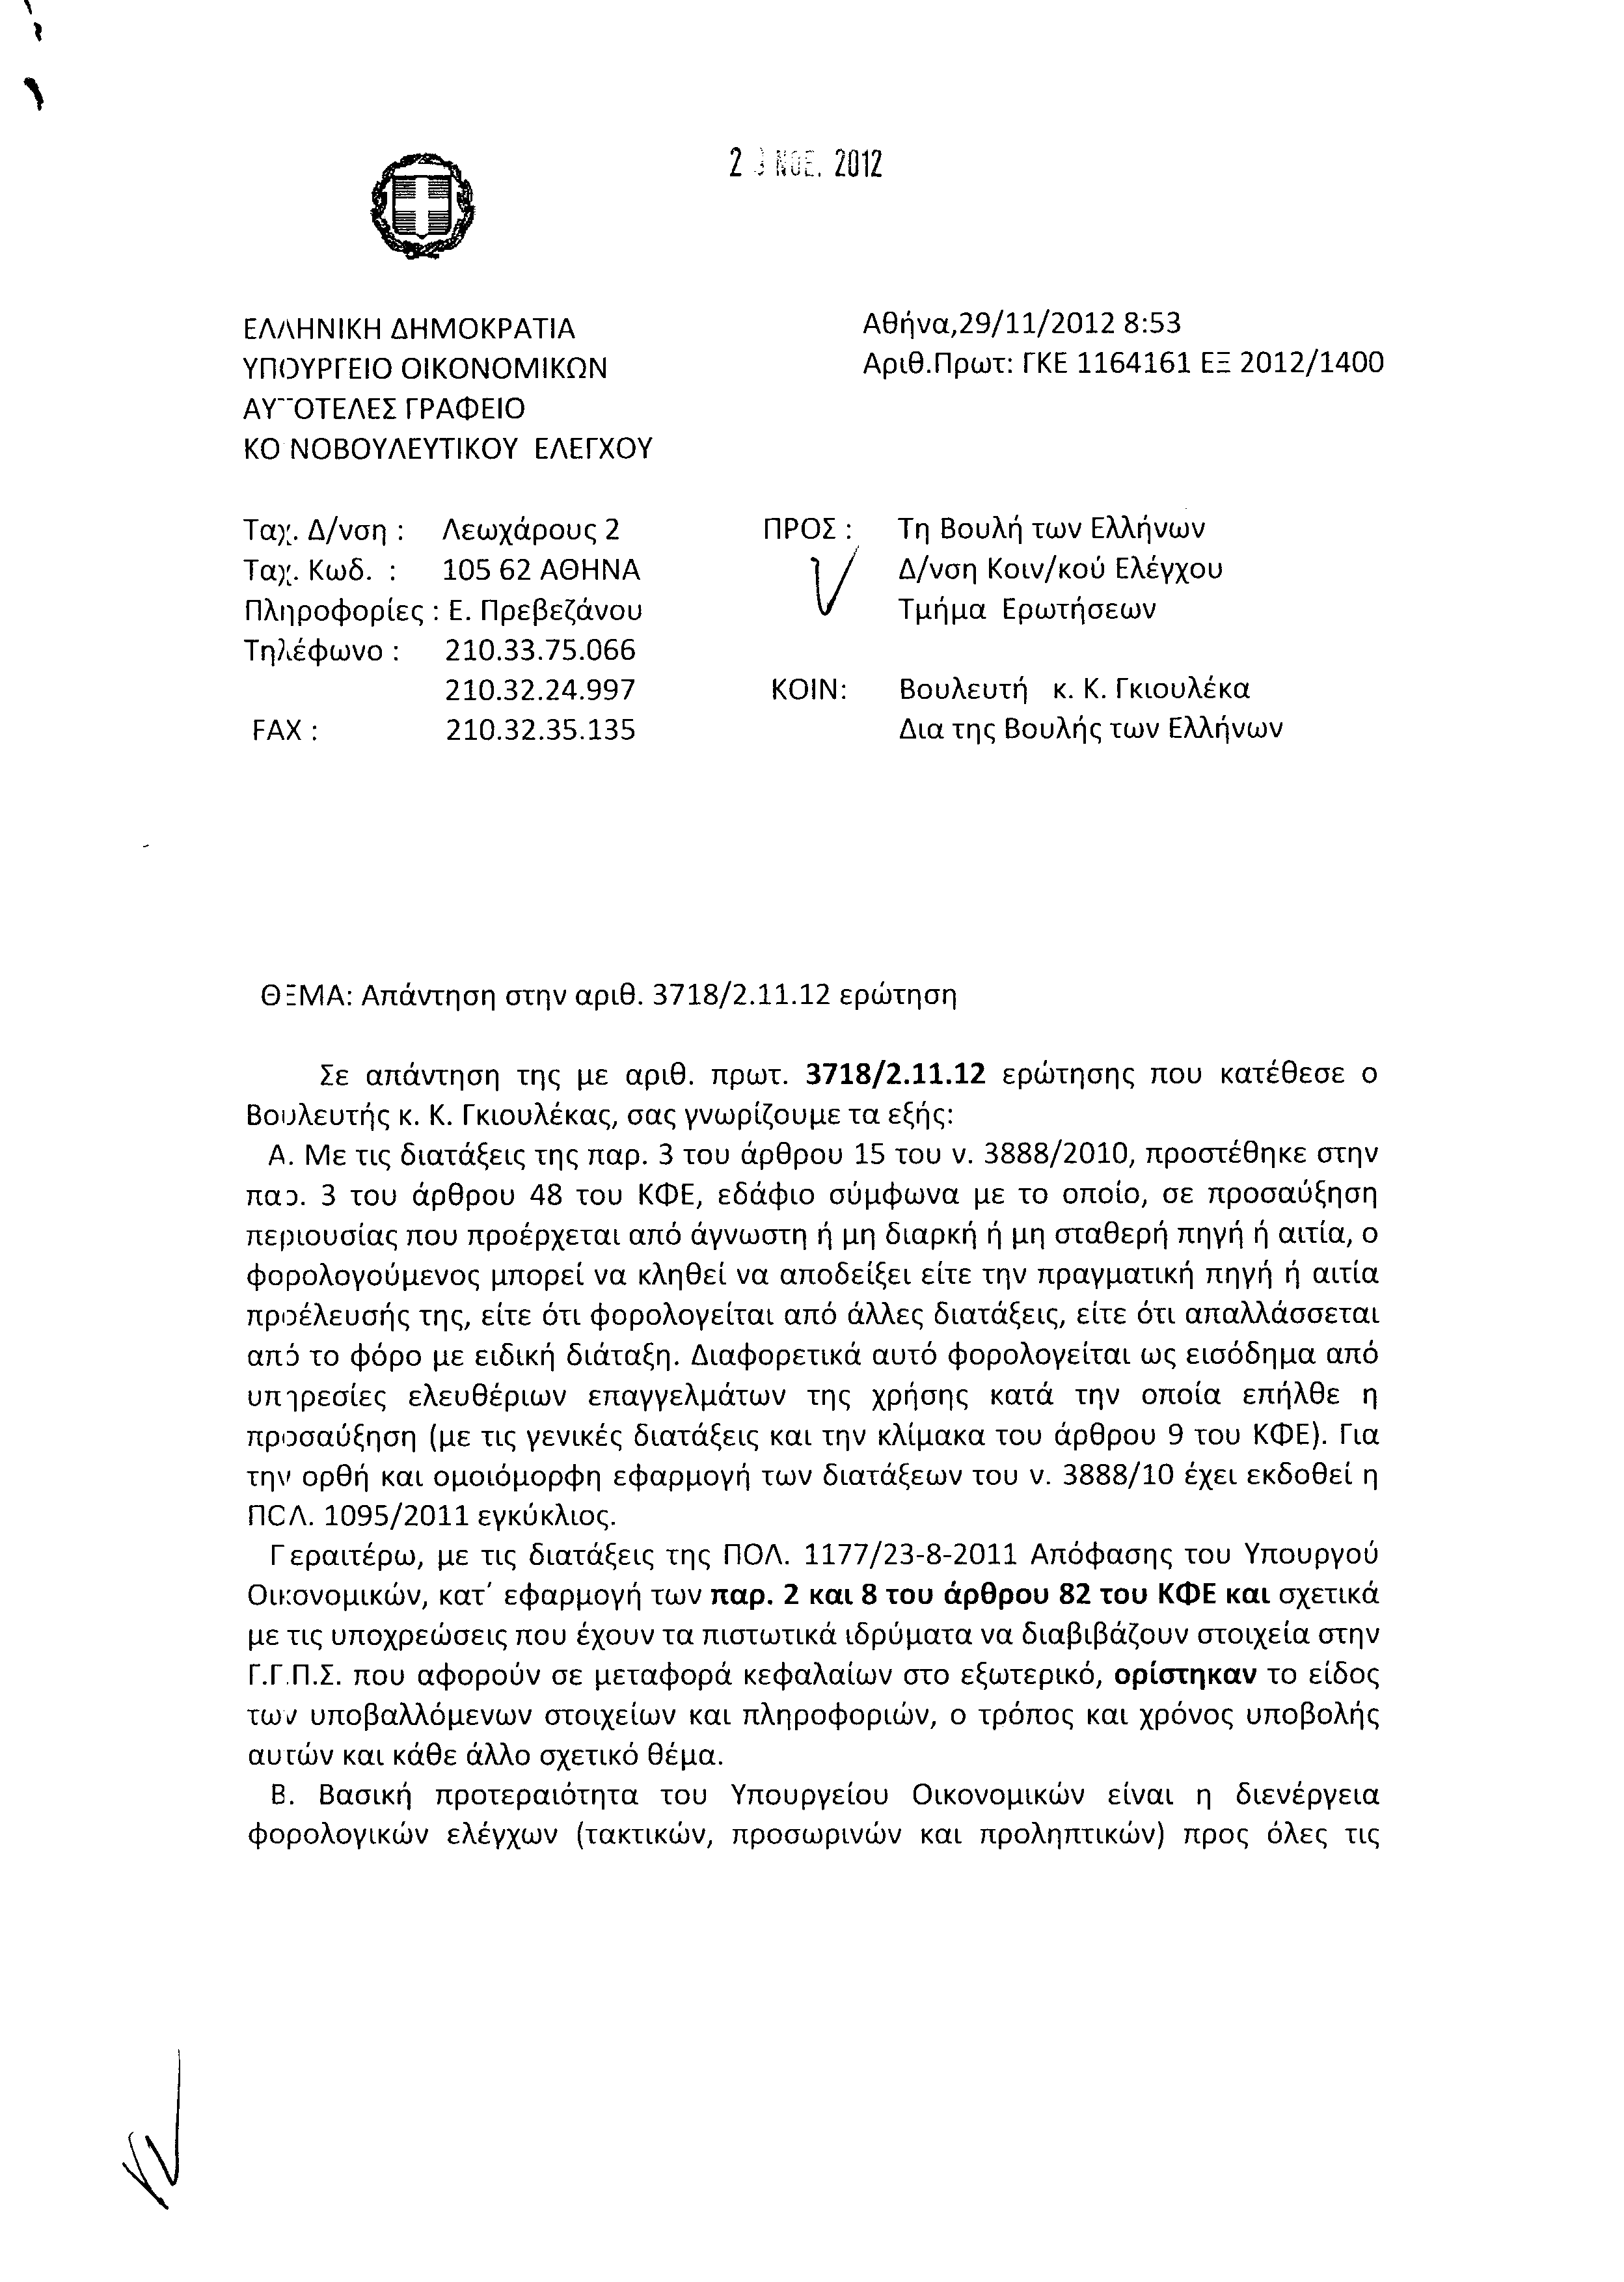 2 ΝΟΕ. 2012
ΕΛΛΗΝΙΚΗ ΔΗΜΟΚΡΑΤΙΑ
ΥΠΟΥΡΓΕΙΟ ΟΙΚΟΝΟΜΙΚΩΝ
ΑΥΤΟΤΕΛΕΣ ΓΡΑΦΕΙΟ
ΚΟΙΝΟΒΟΥΛΕΥΤΙΚΟΥ ΕΛΕΓΧΟΥ
Αθήνα,29/11/2012 8:53
Αριθ.Πρωτ: ΓΚΕ 1164161 ΕΞ 2012/1400
Ταχ. Δ/νση : Λεωχάρους 2
Ταχ. Κωδ. : 105 62 ΑΘΗΝΑ
Πληροφορίες : Ε. Πρεβεζάνου
Τηλέφωνο : 210.33.75.066
210.32.24.997
FAX : 210.32.35.135
ΠΡΟΣ : Τη Βουλή των Ελλήνων
Δ/νση Κοιν/κού Ελέγχου
Τμήμα Ερωτήσεων
ΚΟΙΝ: Βουλευτή κ. Κ. Γκιουλέκα
Δια της Βουλής των Ελλήνων
ΘΕΜΑ: Απάντηση στην αριθ. 3718/2.11.12 ερώτηση
Σε απάντηση της με αριθ. πρωτ. 3718/2.11.12 ερώτησης που κατέθεσε ο
Βουλευτής κ. Κ. Γκιουλέκας, σας γνωρίζουμε τα εξής:
Α. Με τις διατάξεις της παρ. 3 του άρθρου 15 του ν. 3888/2010, προστέθηκε στην
παρ. 3 του άρθρου 48 του ΚΦΕ, εδάφιο σύμφωνα με το οποίο, σε προσαύξηση
περιουσίας που προέρχεται από άγνωστη ή μη διαρκή ή μη σταθερή πηγή ή αιτία, ο
φορολογούμενος μπορεί να κληθεί να αποδείξει είτε την πραγματική πηγή ή αιτία
προέλευσής της, είτε ότι φορολογείται από άλλες διατάξεις, είτε ότι απαλλάσσεται
από το φόρο με ειδική διάταξη. Διαφορετικά αυτό φορολογείται ως εισόδημα από
υπηρεσίες ελευθέριων επαγγελμάτων της χρήσης κατά την οποία επήλθε η
προσαύξηση (με τις γενικές διατάξεις και την κλίμακα του άρθρου 9 του ΚΦΕ). Για
την ορθή και ομοιόμορφη εφαρμογή των διατάξεων του ν. 3888/10 έχει εκδοθεί η
ΠΟΛ. 1095/2011 εγκύκλιος.
Περαιτέρω, με τις διατάξεις της ΠΟΛ. 1177/23-8-2011 Απόφασης του Υπουργού
Οικονομικών, κατ' εφαρμογή των παρ. 2 και 8 του άρθρου 82 του ΚΦΕ και σχετικά
με τις υποχρεώσεις που έχουν τα πιστωτικά ιδρύματα να διαβιβάζουν στοιχεία στην
Γ.Γ.Π.Σ. που αφορούν σε μεταφορά κεφαλαίων στο εξωτερικό, ορίστηκαν το είδος
των υποβαλλόμενων στοιχείων και πληροφοριών, ο τρόπος και χρόνος υποβολής
αυτών και κάθε άλλο σχετικό θέμα.
Β. Βασική προτεραιότητα του Υπουργείου Οικονομικών είναι η διενέργεια
φορολογικών ελέγχων (τακτικών, προσωρινών και προληπτικών) προς όλες τις